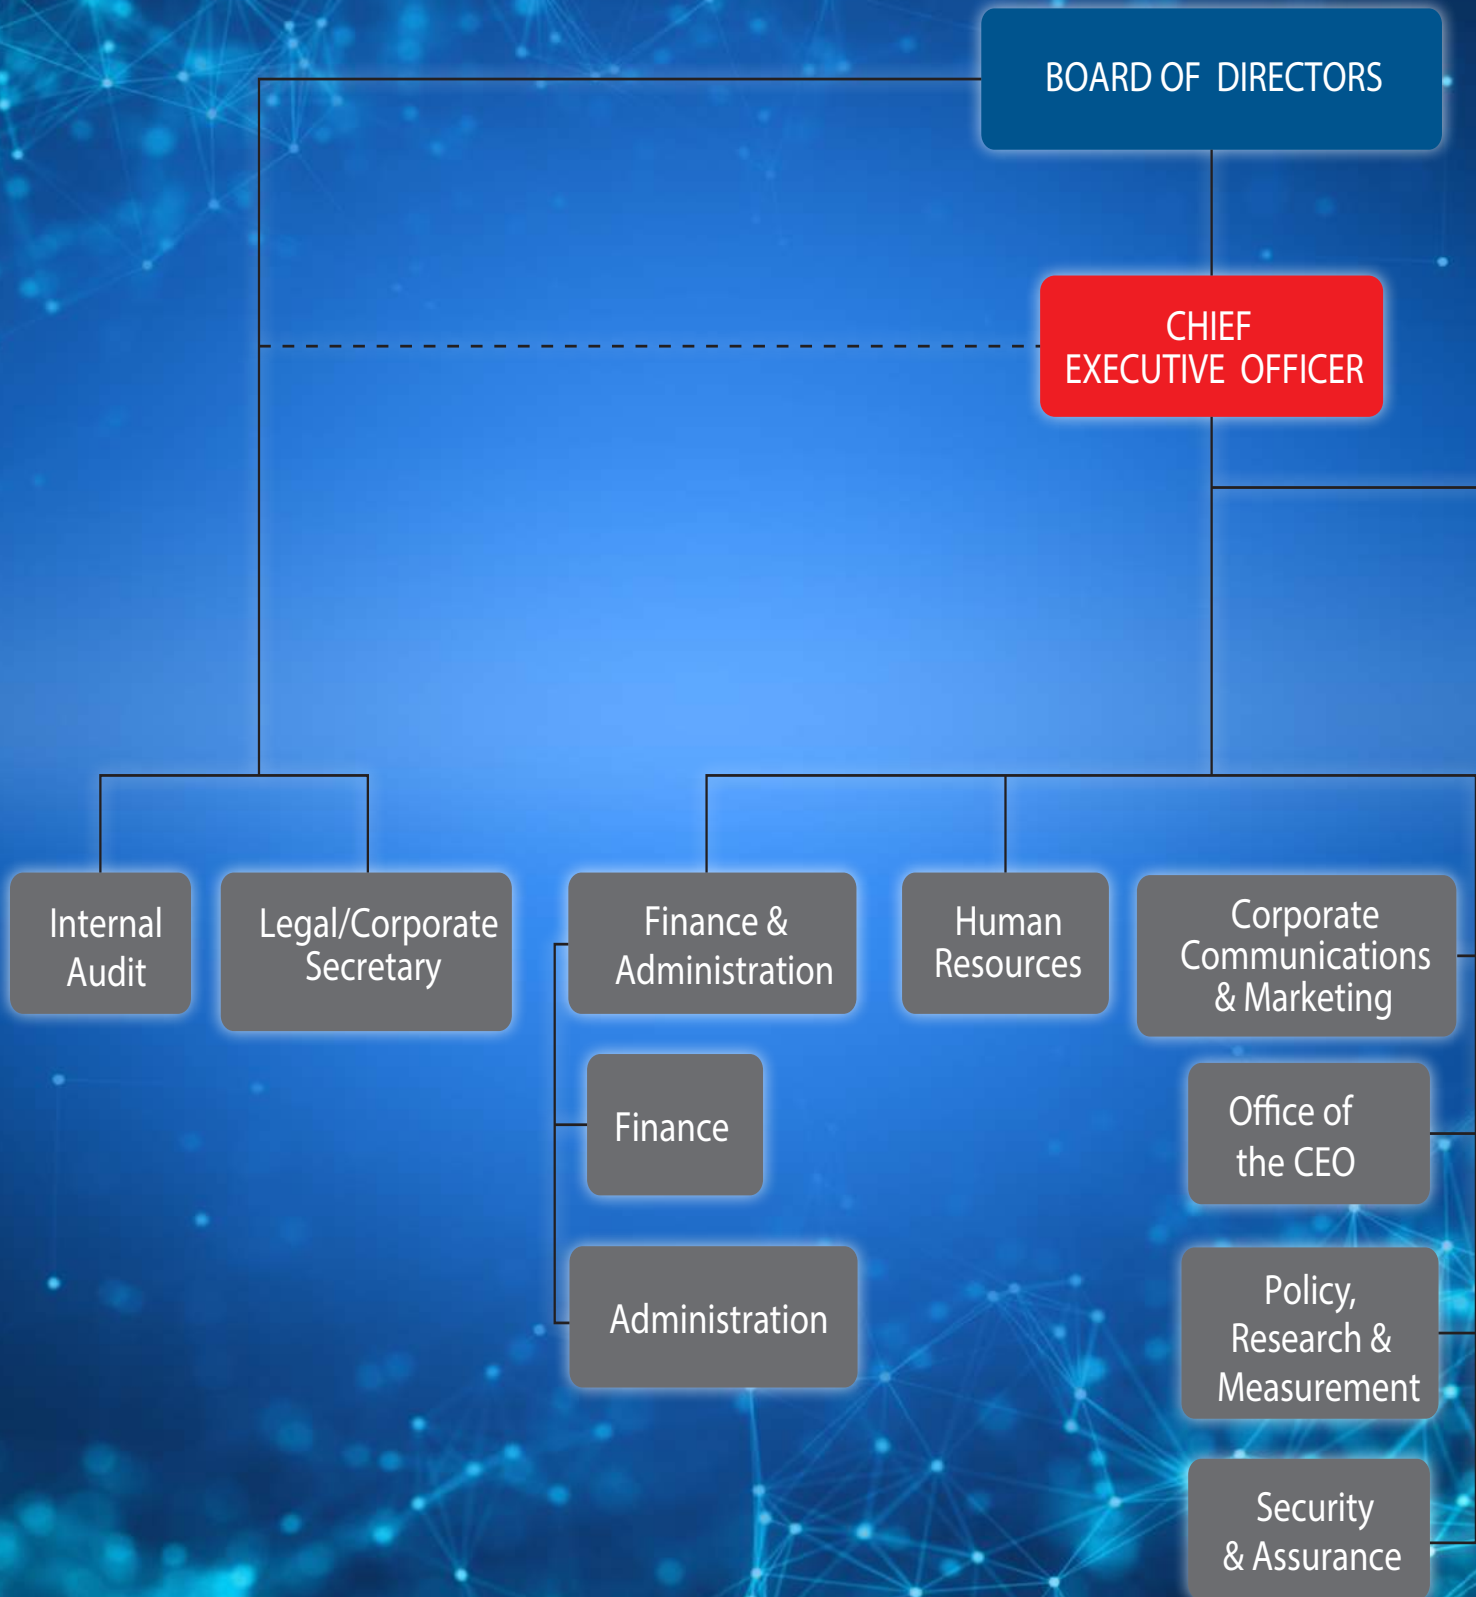 BOARD OF DIRECTORS
CHIEF
EXECUTIVE OFFICER
Internal
Audit
Legal/Corporate
Secretary
Finance &
Administration
Human
Resources
Corporate
Communications
& Marketing
Finance
Office of
the CEO
Administration
Policy,
Research &
Measurement
Security
& Assurance